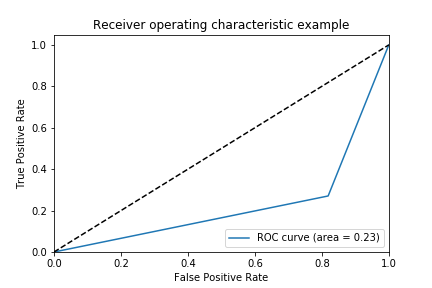 Receiver operating characteristic example
1.0
0.8
0.6
0.4
0.2
0.0
True Positive Rate
ROC curve (area = 0.23)
0.0 0.2 0.4 0.6 0.8 1.0
False Positive Rate